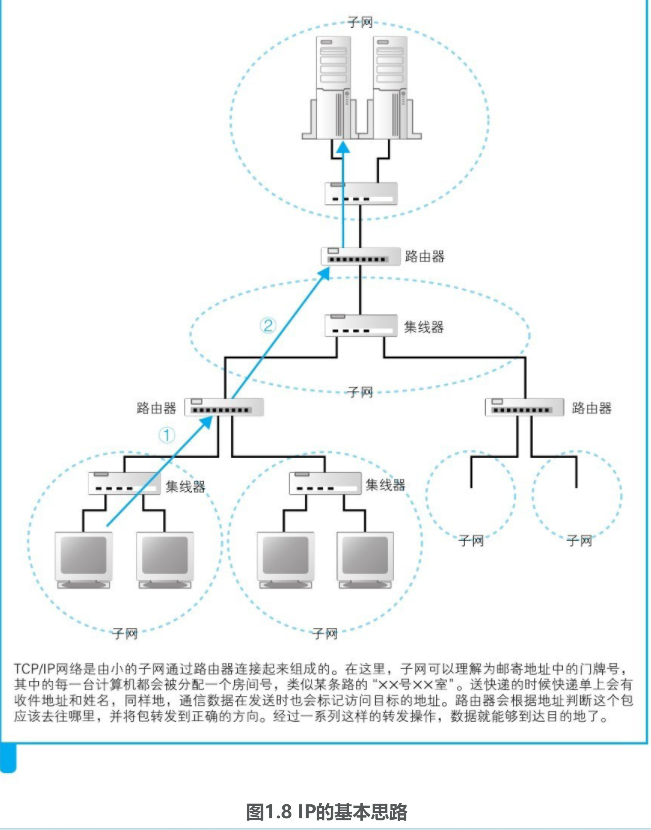 子网
路由器
②
集线器
子网
路由器
路由器
①
集线器
集线器
子网
子网
子网
子网
TCP/IP网络是由小的子网通过路由器连接起来组成的。在这里，子网可以理解为邮寄地址中的门牌号，
其中的每一台计算机都会被分配一个房间号，类似某条路的“××号××室”。送快递的时候快递单上会有
收件地址和姓名，同样地，通信数据在发送时也会标记访问目标的地址。路由器会根据地址判断这个包
应该去往哪里，并将包转发到正确的方向。经过一系列这样的转发操作，数据就能够到达目的地了。
图1.8 IP的基本思路